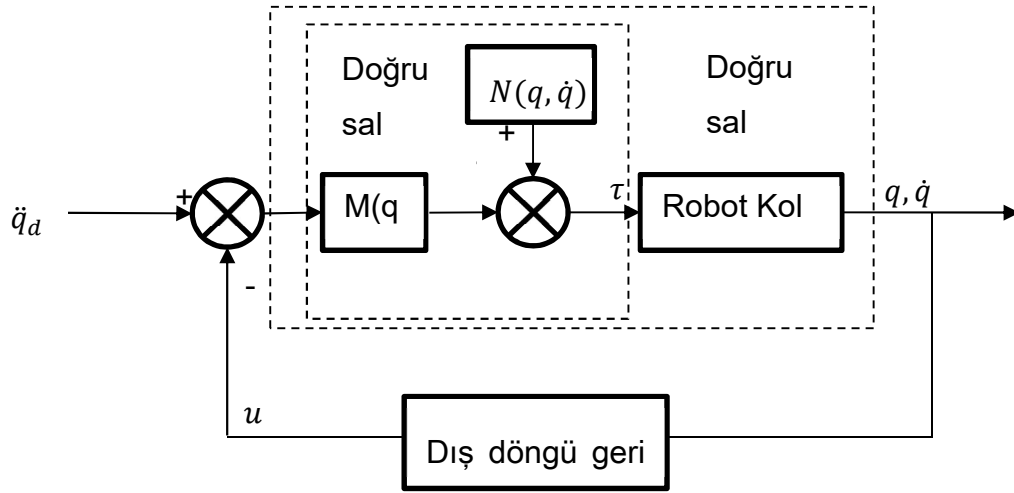 Doğru
sal
N(q, q̇)
+
Doğru
sal
q̈_d
+
M(q
τ
Robot Kol
q, q̇
-
u
Dış döngü geri